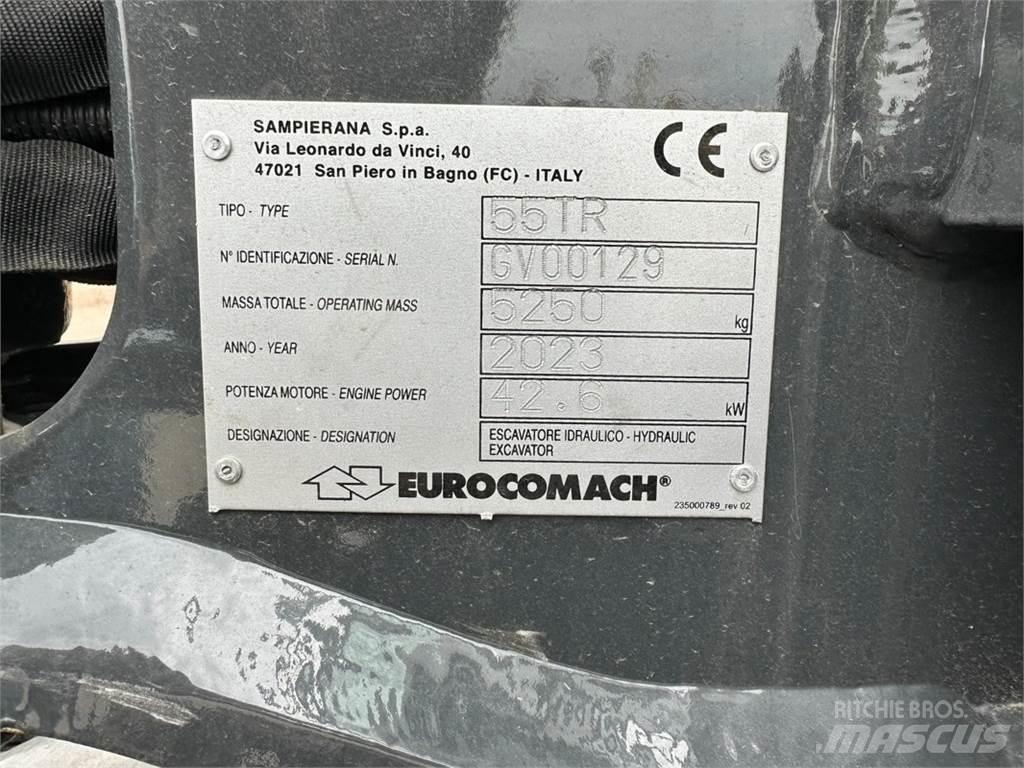 SAMPIERANA S.p.a.
Via Leonardo da Vinci, 40
47021 San Piero in Bagno (FC) - ITALY
CE
TIPO - TYPE 55TR /
N° IDENTIFICAZIONE - SERIAL N. GV00129
MASSA TOTALE - OPERATING MASS 5250 kg
ANNO - YEAR 2023
POTENZA MOTORE - ENGINE POWER 42.6 kW
DESIGNAZIONE - DESIGNATION ESCAVATORE IDRAULICO - HYDRAULIC
EXCAVATOR
EUROCOMACH®
235000789_rev 02
RITCHIE BROS.
MASCUS